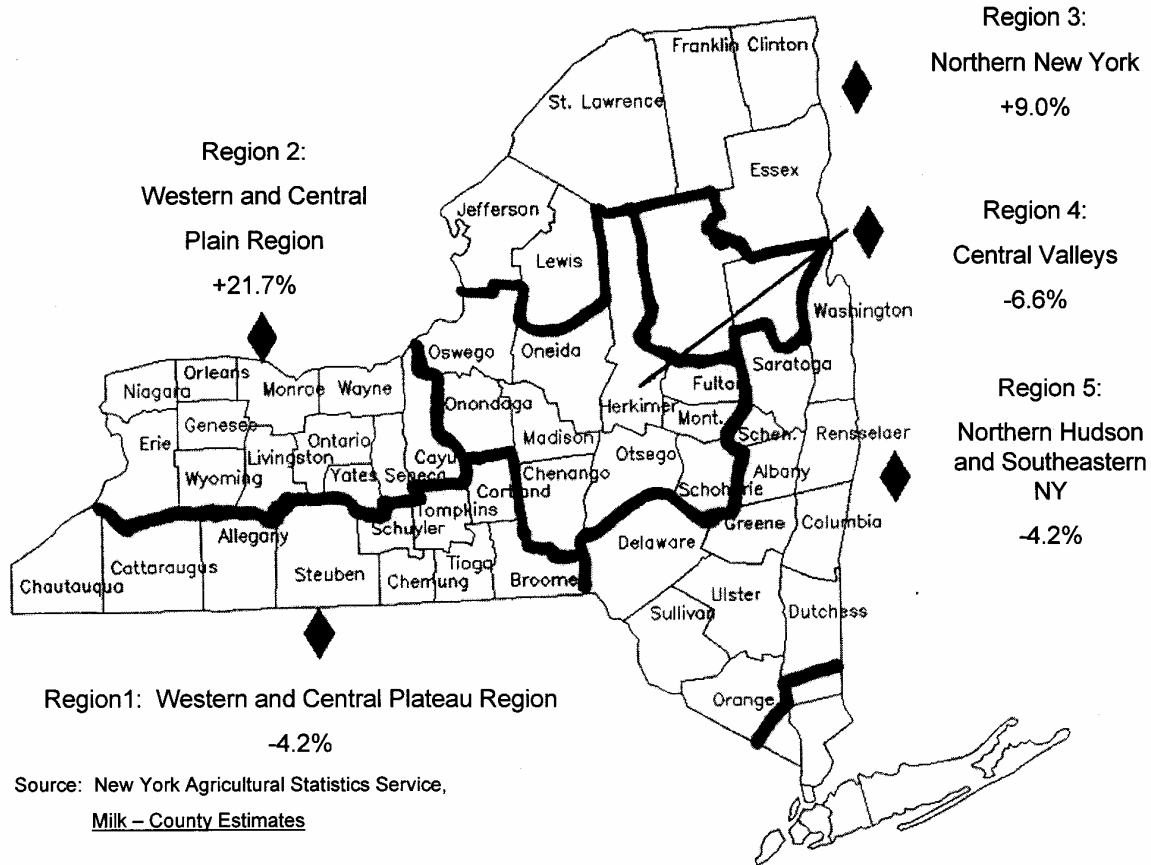 Region 3:
Northern New York
+9.0%
Region 2:
Western and Central
Plain Region
+21.7%
Region 4:
Central Valleys
-6.6%
Region 5:
Northern Hudson
and Southeastern
NY
-4.2%
Franklin
Clinton
St. Lawrence
Essex
Jefferson
Lewis
Washington
Oswego
Oneida
Saratoga
Orleans
Niagara
Monroe
Wayne
Fulton
Onondaga
Herkimer
Mont.
Genesee
Erie
Ontario
Madison
Schen.
Rensselaer
Livingston
Cayu
Otsego
Wyoming
Yates
Seneca
Chenango
Albany
Cortland
Schoharie
Tompkins
Schuyler
Greene
Columbia
Allegany
Delaware
Cattaraugus
Steuben
Tioga
Chautauqua
Chemung
Broome
Ulster
Sullivan
Dutchess
Orange
Region1: Western and Central Plateau Region
-4.2%
Source: New York Agricultural Statistics Service,
Milk – County Estimates